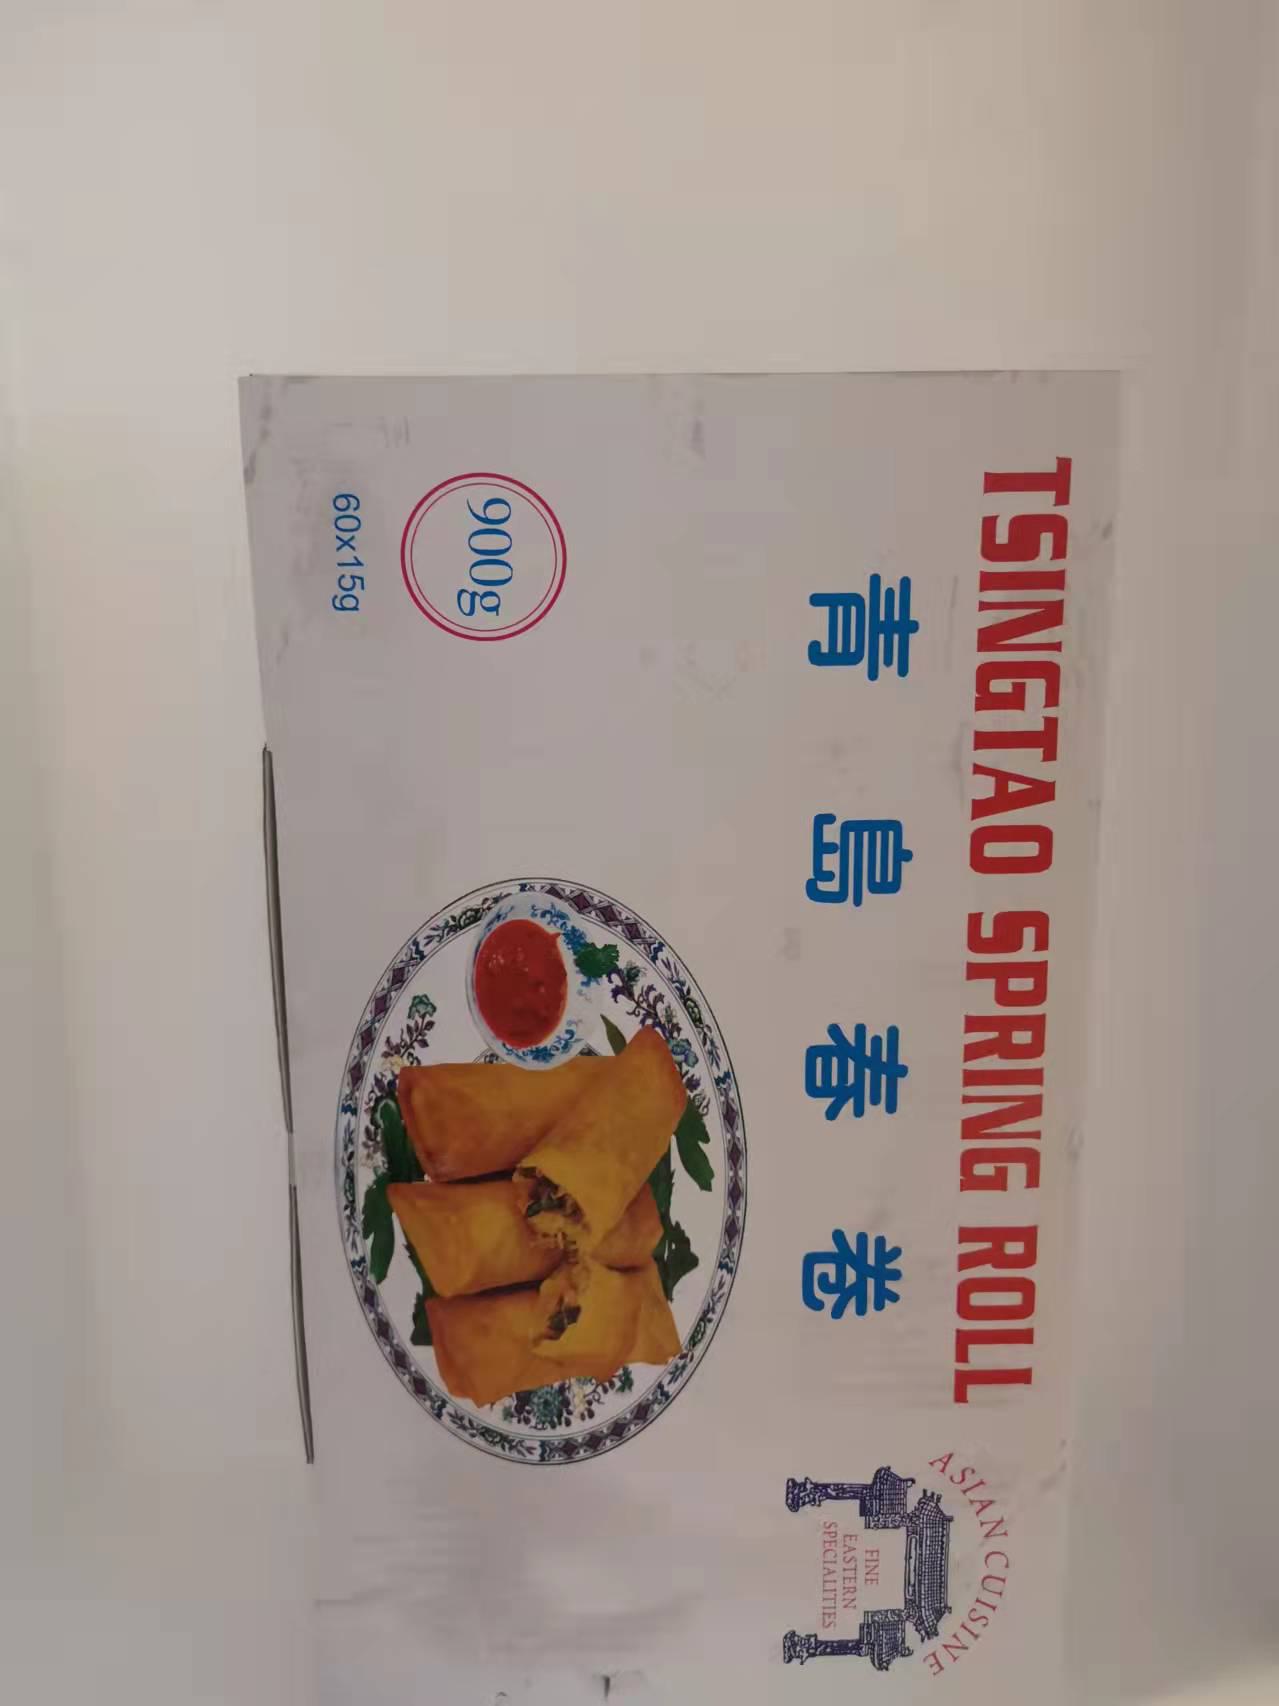 TSINGTAO SPRING ROLL
青島春卷
ASIAN CUISINE
FINE
EASTERN
SPECIALITIES
900g
60x15g